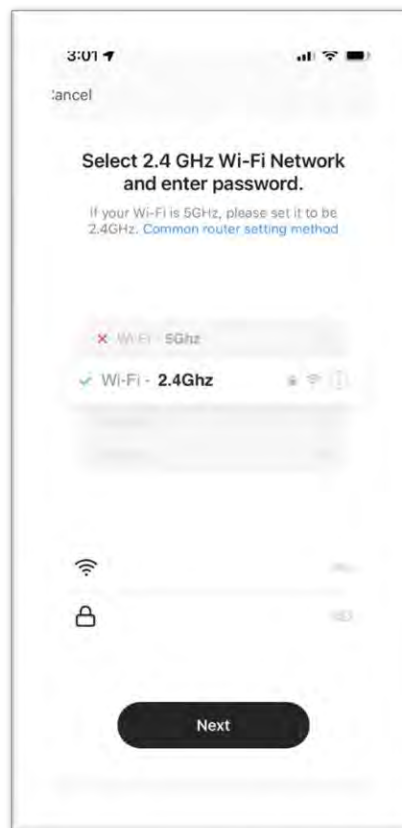 3:01
Cancel
Select 2.4 GHz Wi-Fi Network
and enter password.
If your Wi-Fi is 5GHz, please set it to be
2.4GHz. Common router setting method
Wi-Fi - 5Ghz
Wi-Fi - 2.4Ghz
Next